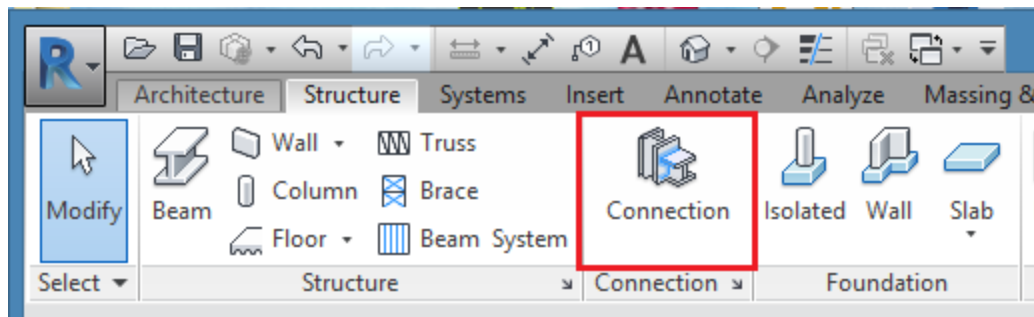 R
A
Architecture Structure Systems Insert Annotate Analyze Massing &
Modify
Beam
Wall
Column
Floor
Truss
Brace
Beam System
Connection
Isolated
Wall
Slab
Select
Structure
Connection
Foundation